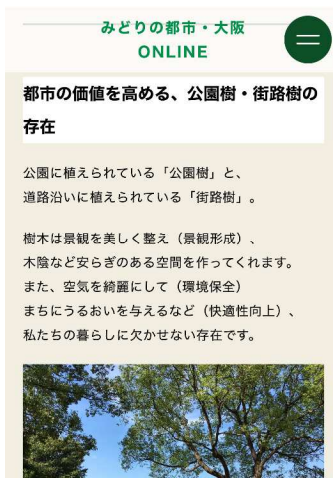 みどりの都市・大阪
ONLINE
都市の価値を高める、公園樹・街路樹の
存在
公園に植えられている「公園樹」と、
道路沿いに植えられている「街路樹」。
樹木は景観を美しく整え（景観形成）、
木陰など安らぎのある空間を作ってくれます。
また、空気を綺麗にして（環境保全）
まちにうるおいを与えるなど（快適性向上）、
私たちの暮らしに欠かせない存在です。